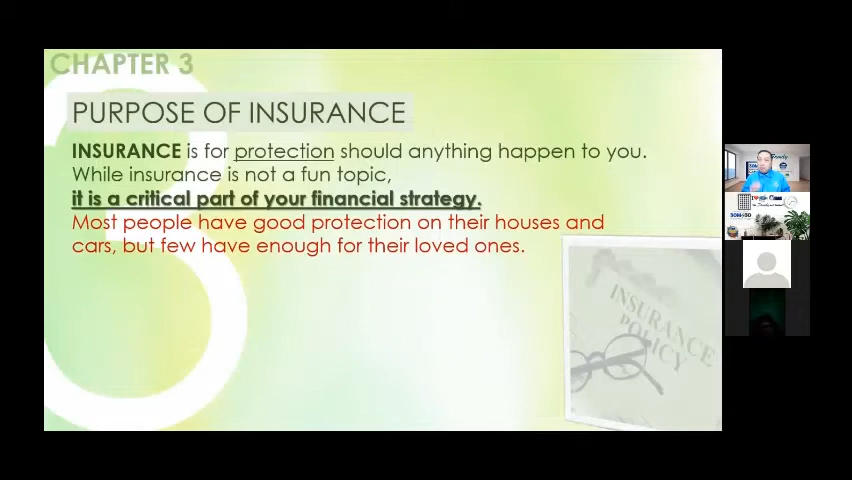 CHAPTER 3
PURPOSE OF INSURANCE
INSURANCE is for protection should anything happen to you.
While insurance is not a fun topic,
it is a critical part of your financial strategy.
Most people have good protection on their houses and
cars, but few have enough for their loved ones.
INSURANCE
POLICY